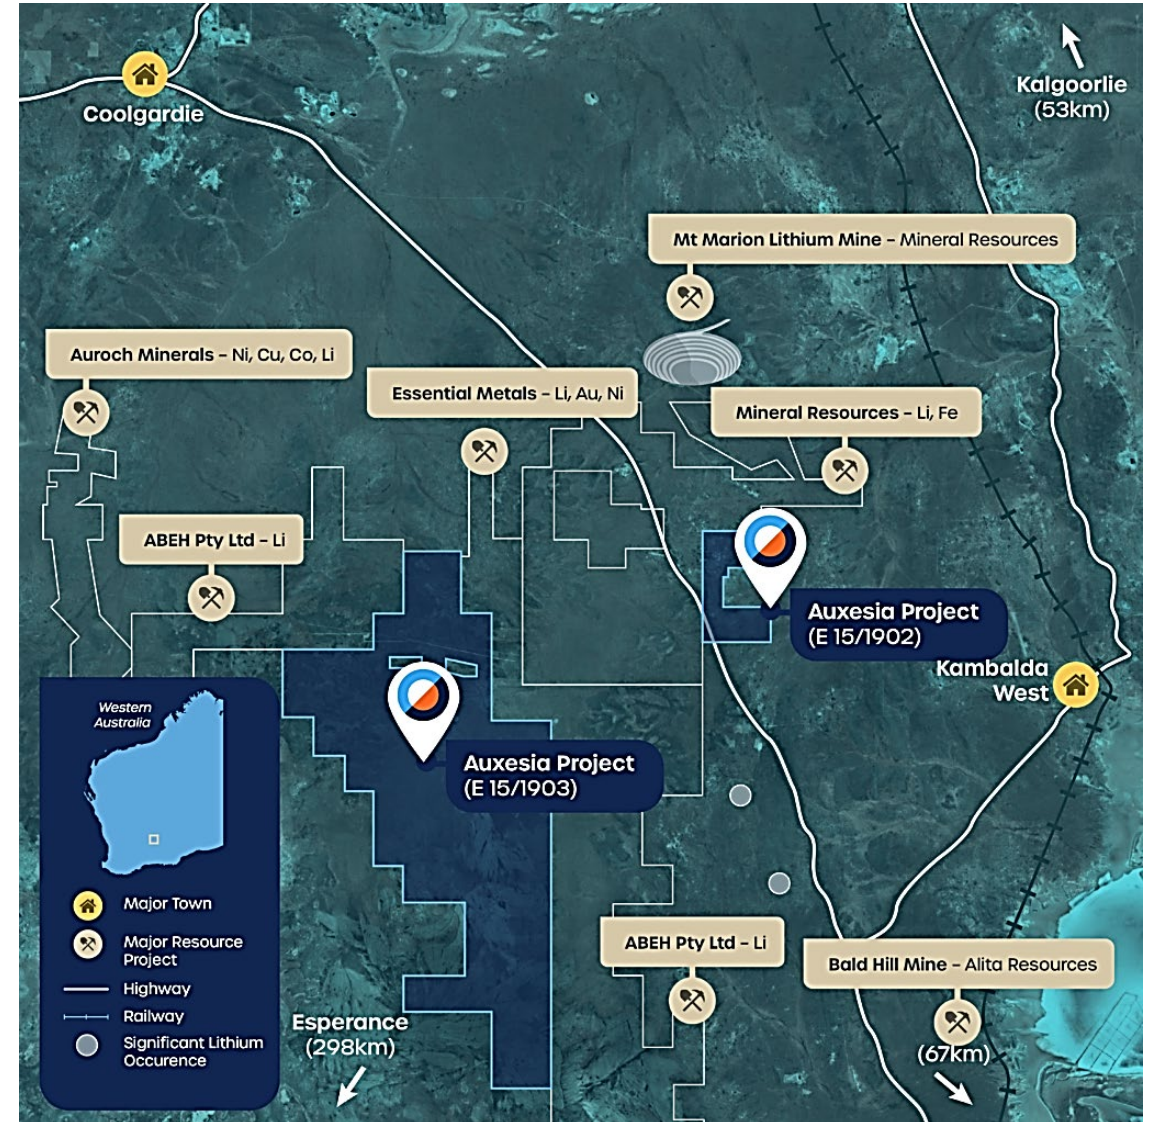 Kalgoorlie
(53km)
Coolgardie
Mt Marion Lithium Mine – Mineral Resources
Auroch Minerals – Ni, Cu, Co, Li
Essential Metals – Li, Au, Ni
Mineral Resources – Li, Fe
ABEH Pty Ltd – Li
Auxesia Project
(E 15/1902)
Kambalda
West
Auxesia Project
(E 15/1903)
Western
Australia
Major Town
Major Resource
Project
Highway
Railway
Significant Lithium
Occurence
ABEH Pty Ltd – Li
Bald Hill Mine – Alita Resources
(67km)
Esperance
(298km)